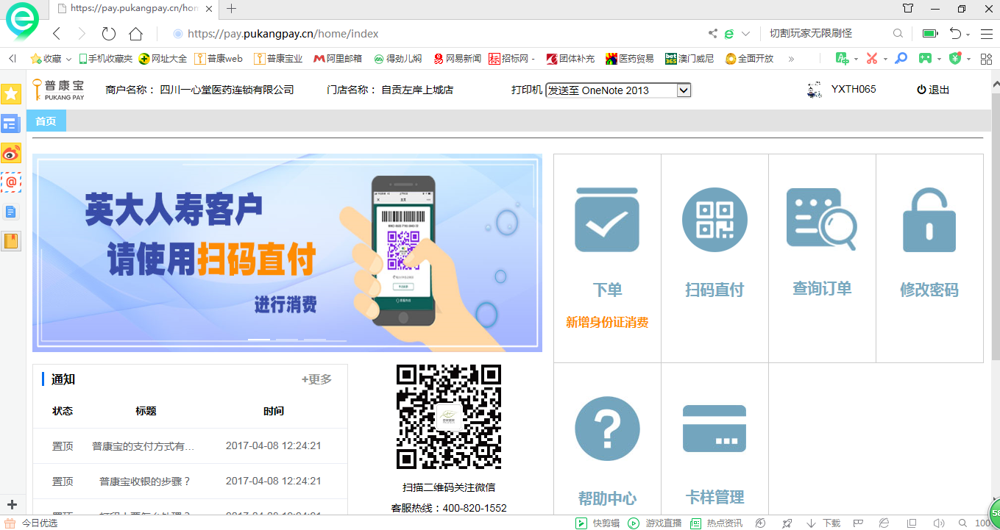 https://pay.pukangpay.cn/hon
https://pay.pukangpay.cn/home/index
切割玩家无限刷怪
收藏 手机收藏夹 网址大全 普康web 普康宝业 阿里邮箱 得劲儿焖 网易新闻 招标网 - 团体补充 医药贸易 澳门威尼 全面开放 »
普康宝
PUKANG PAY
商户名称： 四川一心堂医药连锁有限公司 门店名称： 自贡左岸上城店 打印机 发送至 OneNote 2013 YXTH065 退出
首页
英大人寿客户
请使用扫码直付
进行消费
下单 扫码直付 查询订单 修改密码
新增身份证消费
通知 +更多
状态 标题 时间
置顶 普康宝的支付方式有... 2017-04-08 12:24:21
置顶 普康宝收银的步骤？ 2017-04-08 12:24:21
扫描二维码关注微信
客服热线：400-820-1552
帮助中心 卡样管理
今日优选 快剪辑 游戏直播 热点资讯 下载 100